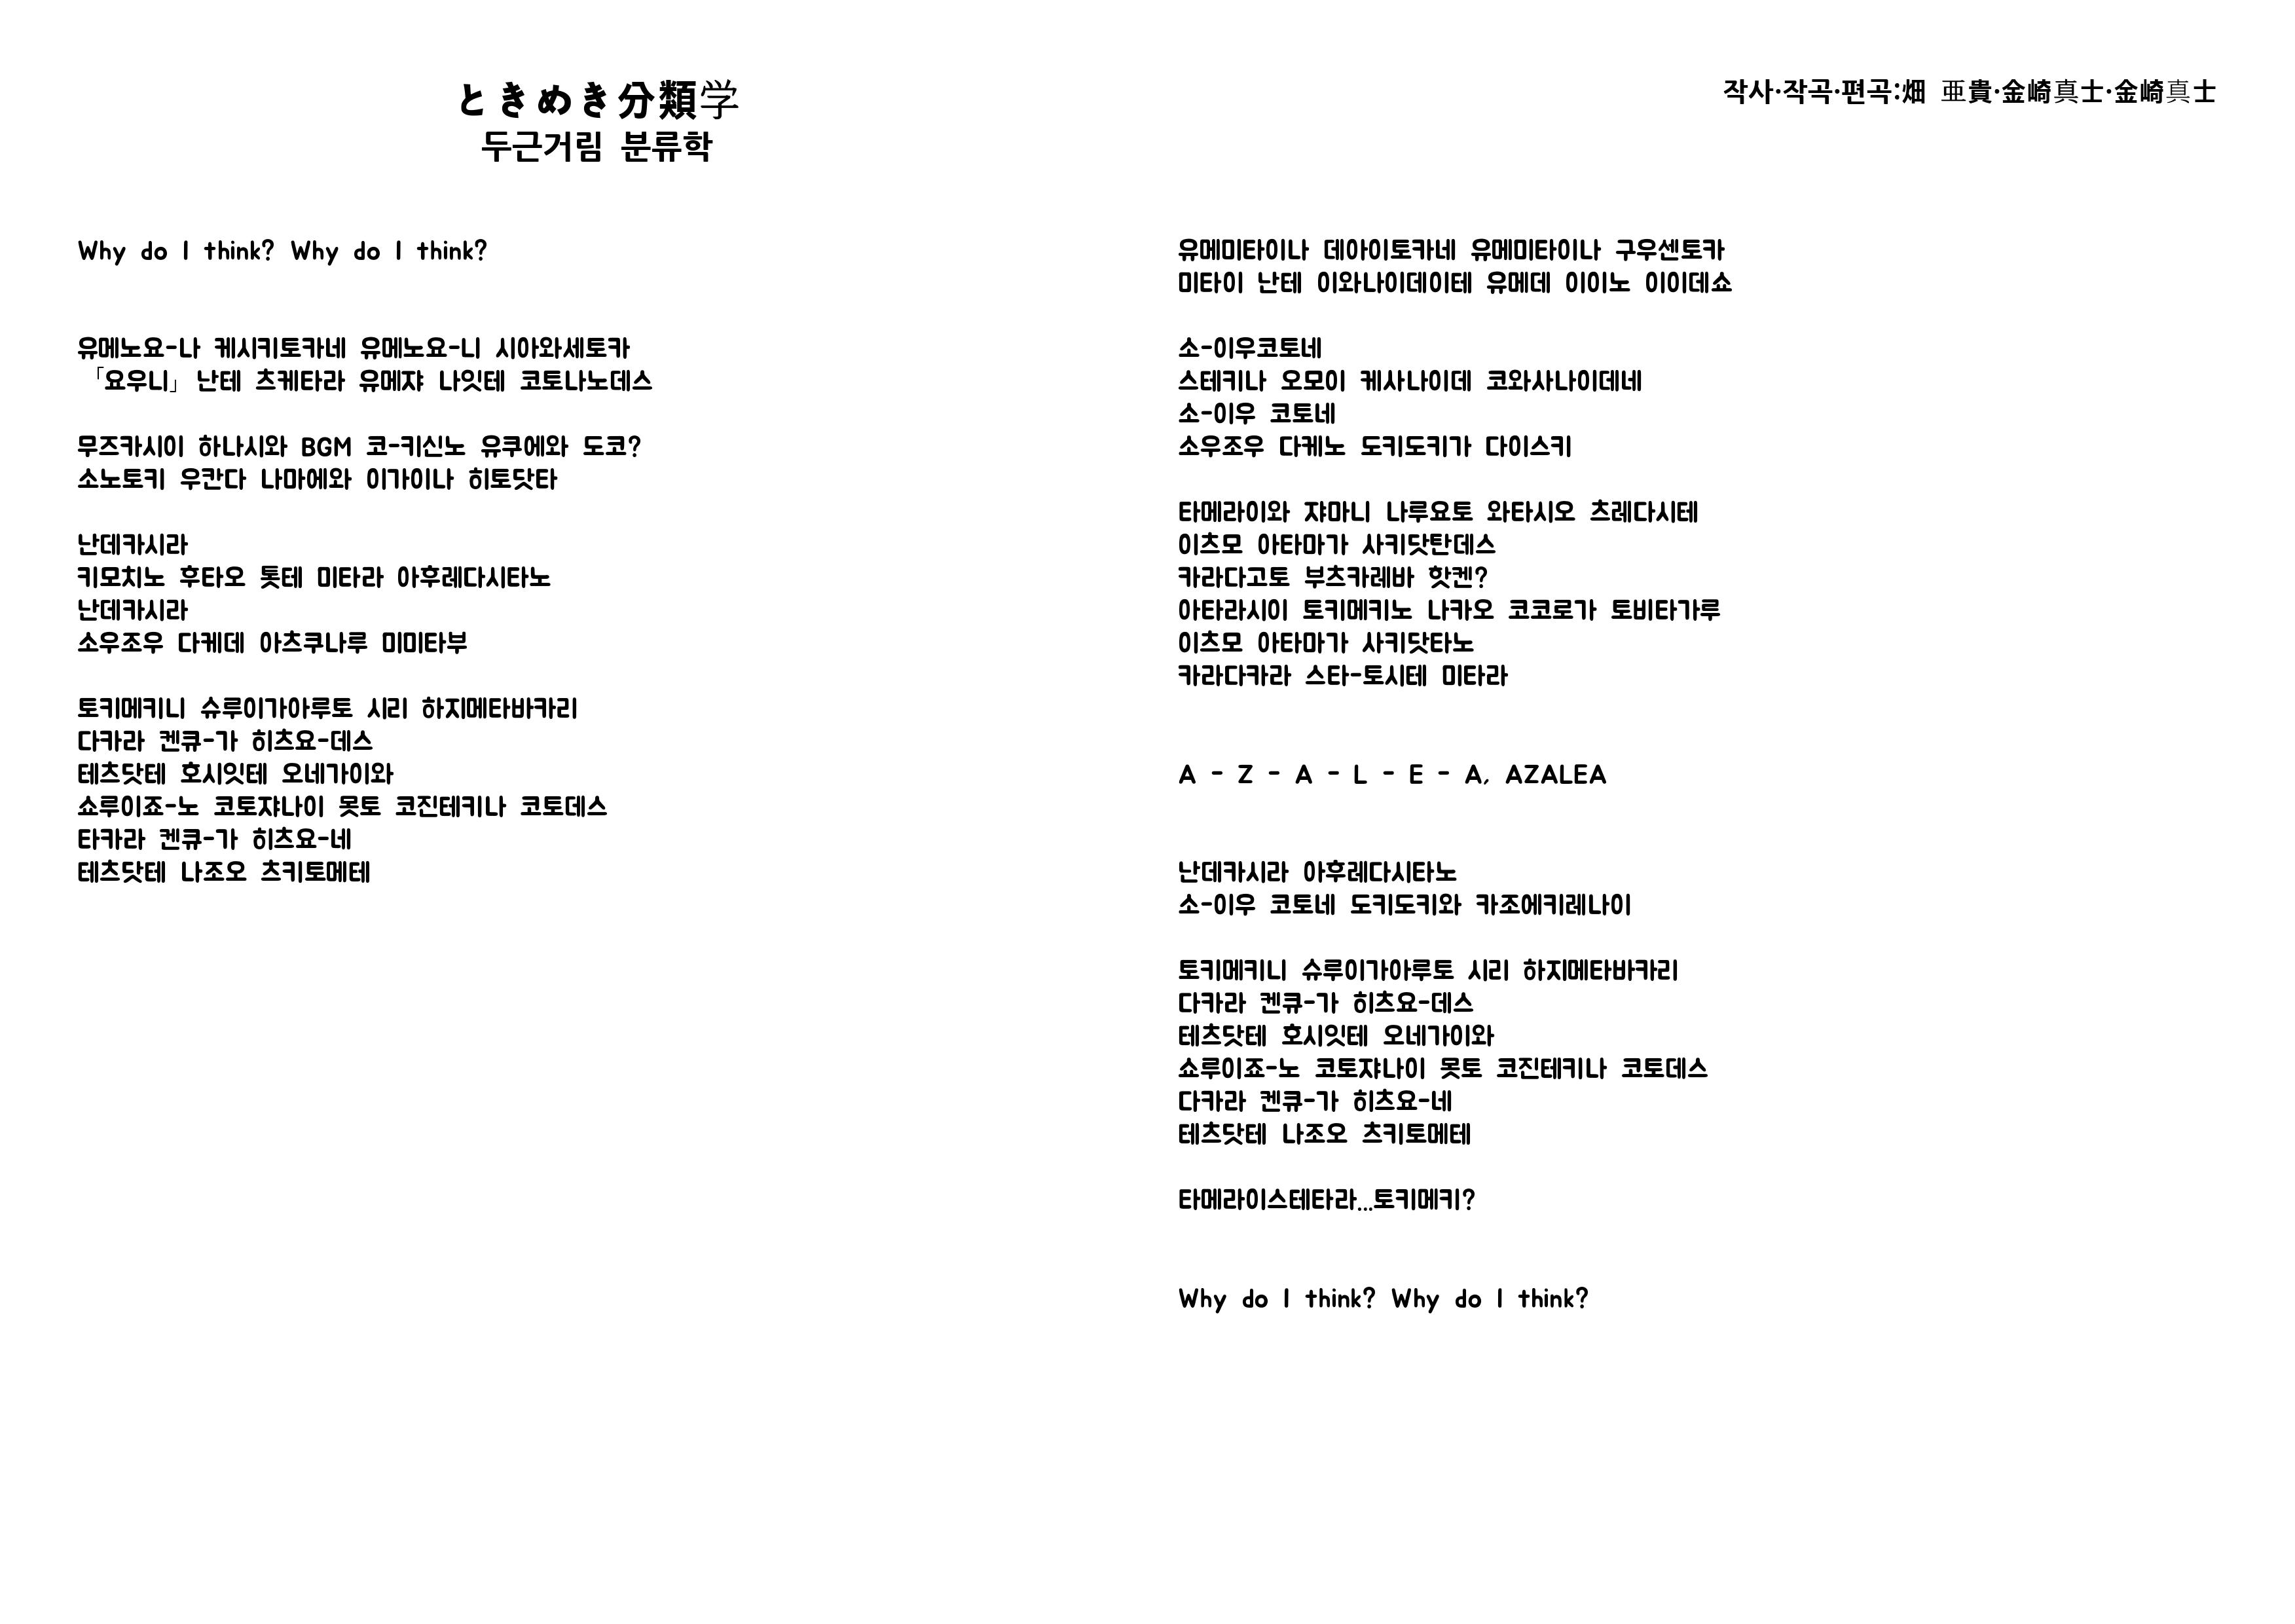 ときめき分類学
두근거림 분류학
작사·작곡·편곡:畑 亜貴·金崎真士·金崎真士
Why do I think? Why do I think?
유메노요-나 케시키토카네 유메노요-니 시아와세토카
「요우니」 난테 츠케타라 유메쟈 나잇테 코토나노데스
무즈카시이 하나시와 BGM 코-키신노 유쿠에와 도코?
소노토키 우칸다 나마에와 이가이나 히토닷타
난데카시라
키모치노 후타오 톳테 미타라 아후레다시타노
난데카시라
소우조우 다케데 아츠쿠나루 미미타부
토키메키니 슈루이가아루토 시리 하지메타바카리
다카라 켄큐-가 히츠요-데스
테츠닷테 호시잇테 오네가이와
쇼루이죠-노 코토쟈나이 못토 코진테키나 코토데스
타카라 켄큐-가 히츠요-네
테츠닷테 나조오 츠키토메테
유메미타이나 데아이토카네 유메미타이나 구우센토카
미타이 난테 이와나이데이테 유메데 이이노 이이데쇼
소-이우코토네
스테키나 오모이 케사나이데 코와사나이데네
소-이우 코토네
소우조우 다케노 도키도키가 다이스키
타메라이와 쟈마니 나루요토 와타시오 츠레다시테
이츠모 아타마가 사키닷탄데스
카라다고토 부츠카레바 핫켄?
아타라시이 토키메키노 나카오 코코로가 토비타가루
이츠모 아타마가 사키닷타노
카라다카라 스타-토시테 미타라
A - Z - A - L - E - A, AZALEA
난데카시라 아후레다시타노
소-이우 코토네 도키도키와 카조에키레나이
토키메키니 슈루이가아루토 시리 하지메타바카리
다카라 켄큐-가 히츠요-데스
테츠닷테 호시잇테 오네가이와
쇼루이죠-노 코토쟈나이 못토 코진테키나 코토데스
다카라 켄큐-가 히츠요-네
테츠닷테 나조오 츠키토메테
타메라이스테타라...토키메키?
Why do I think? Why do I think?